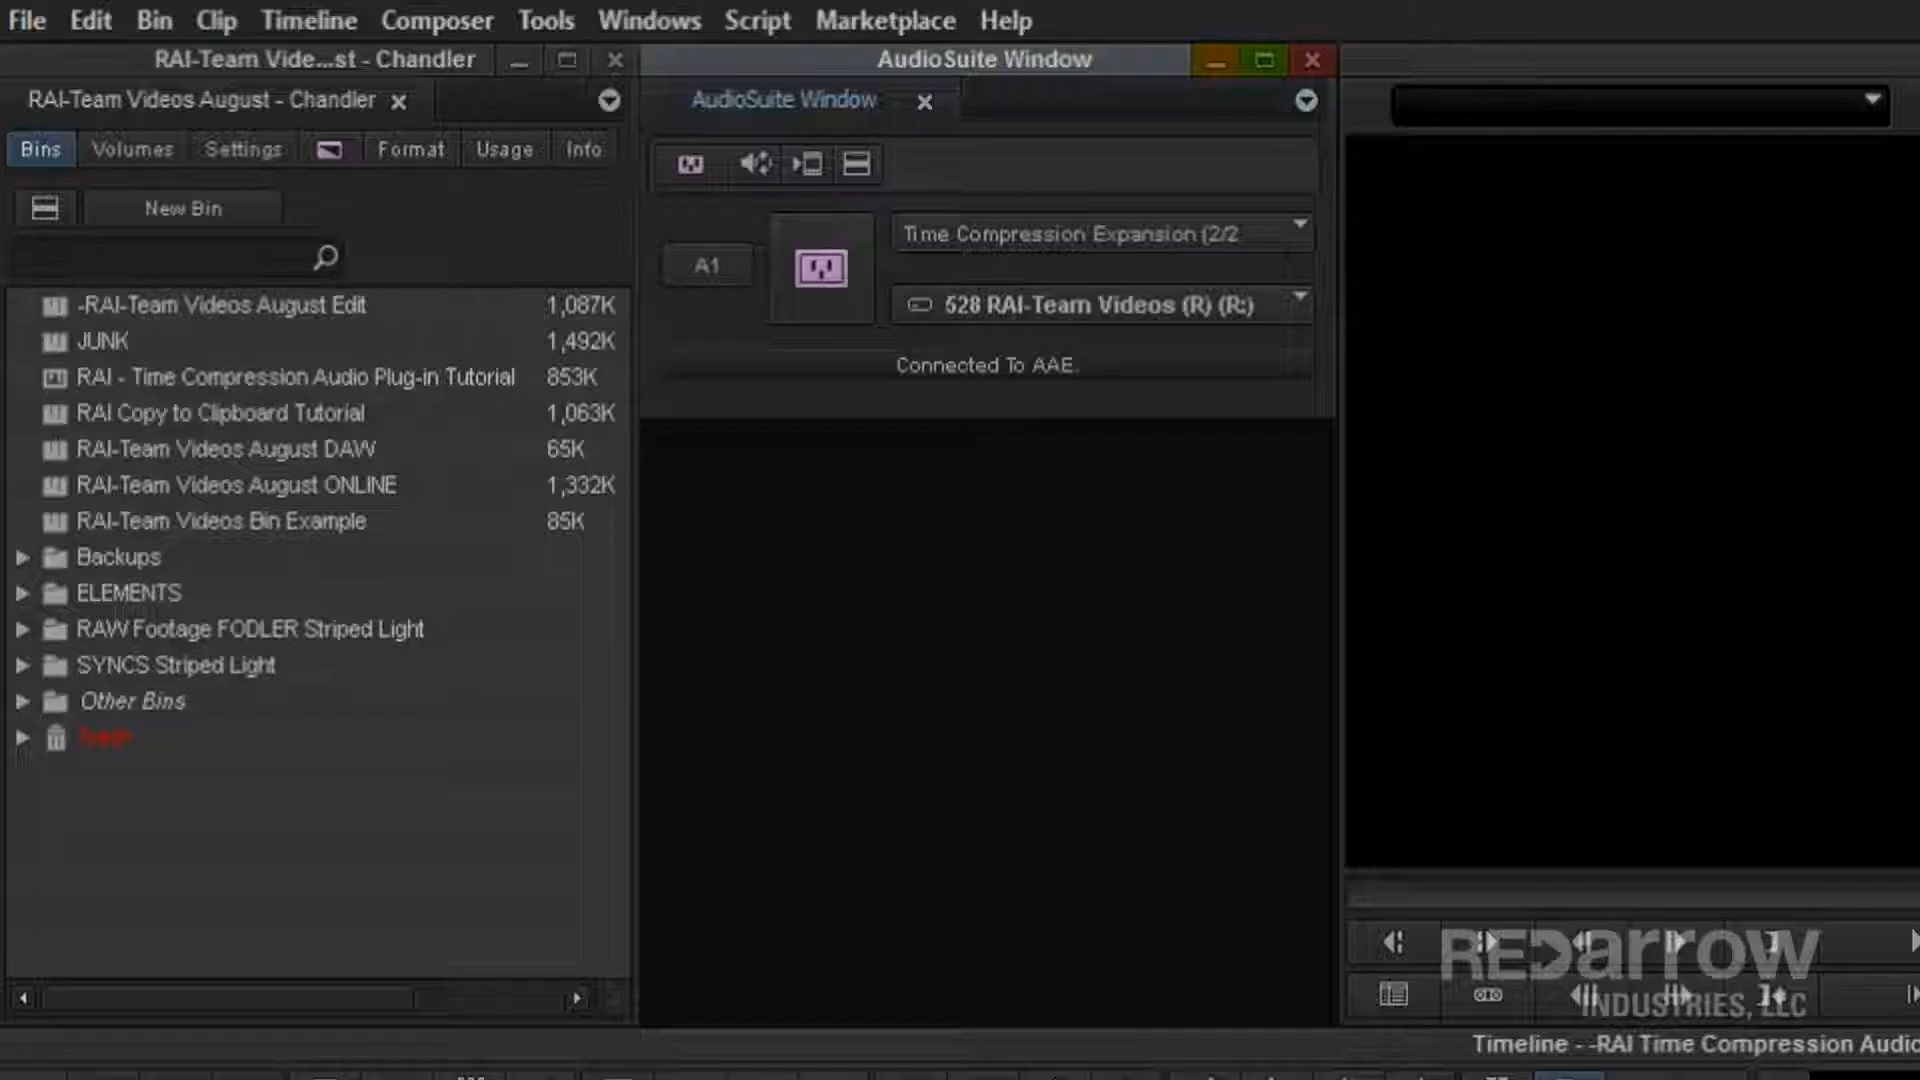 File Edit Bin Clip Timeline Composer Tools Windows Script Marketplace Help
RAI-Team Vide...st - Chandler
AudioSuite Window
RAI-Team Videos August - Chandler
AudioSuite Window
Bins Volumes Settings Format Usage Info
New Bin
Time Compression Expansion (2/2
A1
528 RAI-Team Videos (R) (R:)
Connected To AAE.
-RAI-Team Videos August Edit 1,087K
JUNK 1,492K
RAI - Time Compression Audio Plug-in Tutorial 853K
RAI Copy to Clipboard Tutorial 1,063K
RAI-Team Videos August DAW 65K
RAI-Team Videos August ONLINE 1,332K
RAI-Team Videos Bin Example 85K
Backups
ELEMENTS
RAW Footage FODLER Striped Light
SYNCS Striped Light
Other Bins
Trash
REDarrow
INDUSTRIES, LLC
Timeline - -RAI Time Compression Audio